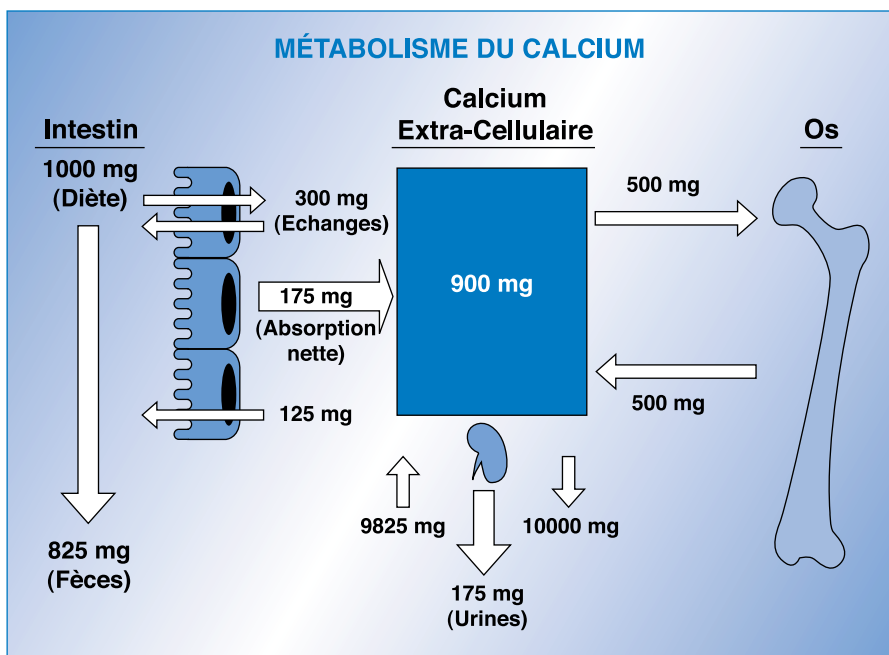 MÉTABOLISME DU CALCIUM
Intestin
1000 mg
(Diète)
Calcium
Extra-Cellulaire
Os
300 mg
(Echanges)
500 mg
175 mg
(Absorption
nette)
900 mg
125 mg
500 mg
9825 mg
10000 mg
825 mg
(Fèces)
175 mg
(Urines)